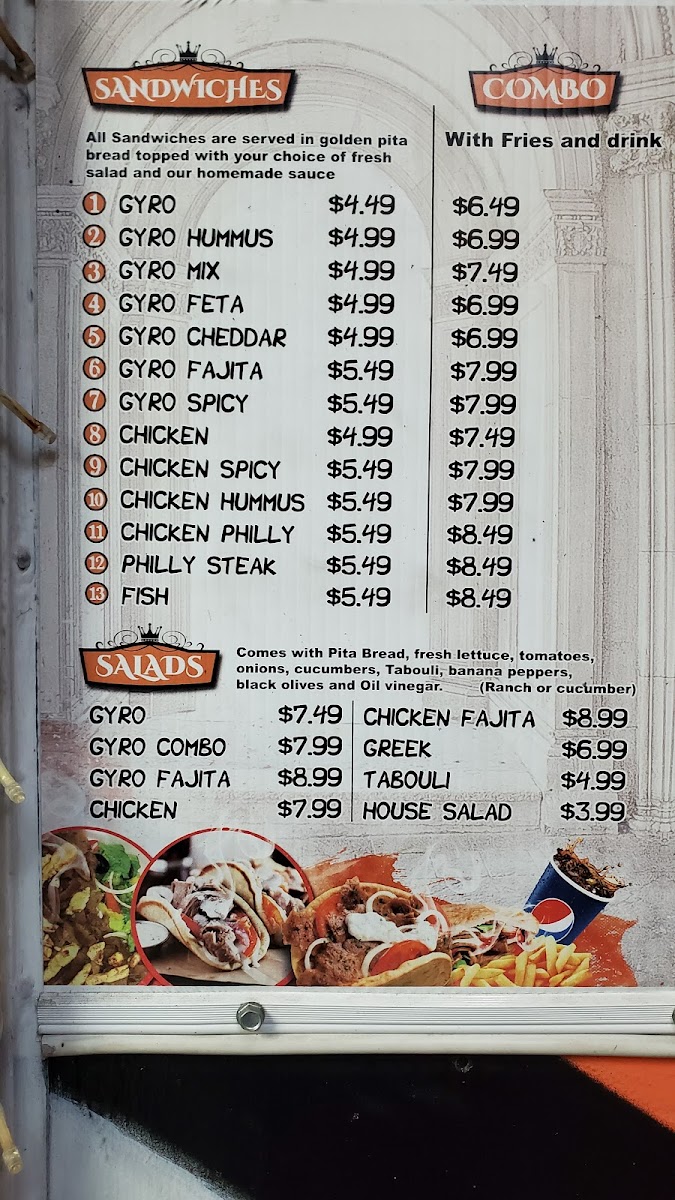 SANDWICHES
COMBO
All Sandwiches are served in golden pita
bread topped with your choice of fresh
salad and our homemade sauce
With Fries and drink
1 GYRO $4.49 $6.49
2 GYRO HUMMUS $4.99 $6.99
3 GYRO MIX $4.99 $7.49
4 GYRO FETA $4.99 $6.99
5 GYRO CHEDDAR $4.99 $6.99
6 GYRO FAJITA $5.49 $7.99
7 GYRO SPICY $5.49 $7.99
8 CHICKEN $4.99 $7.49
9 CHICKEN SPICY $5.49 $7.99
10 CHICKEN HUMMUS $5.49 $7.99
11 CHICKEN PHILLY $5.49 $8.49
12 PHILLY STEAK $5.49 $8.49
13 FISH $5.49 $8.49
SALADS
Comes with Pita Bread, fresh lettuce, tomatoes,
onions, cucumbers, Tabouli, banana peppers,
black olives and Oil vinegar. (Ranch or cucumber)
GYRO $7.49
GYRO COMBO $7.99
GYRO FAJITA $8.99
CHICKEN $7.99
CHICKEN FAJITA $8.99
GREEK $6.99
TABOULI $4.99
HOUSE SALAD $3.99